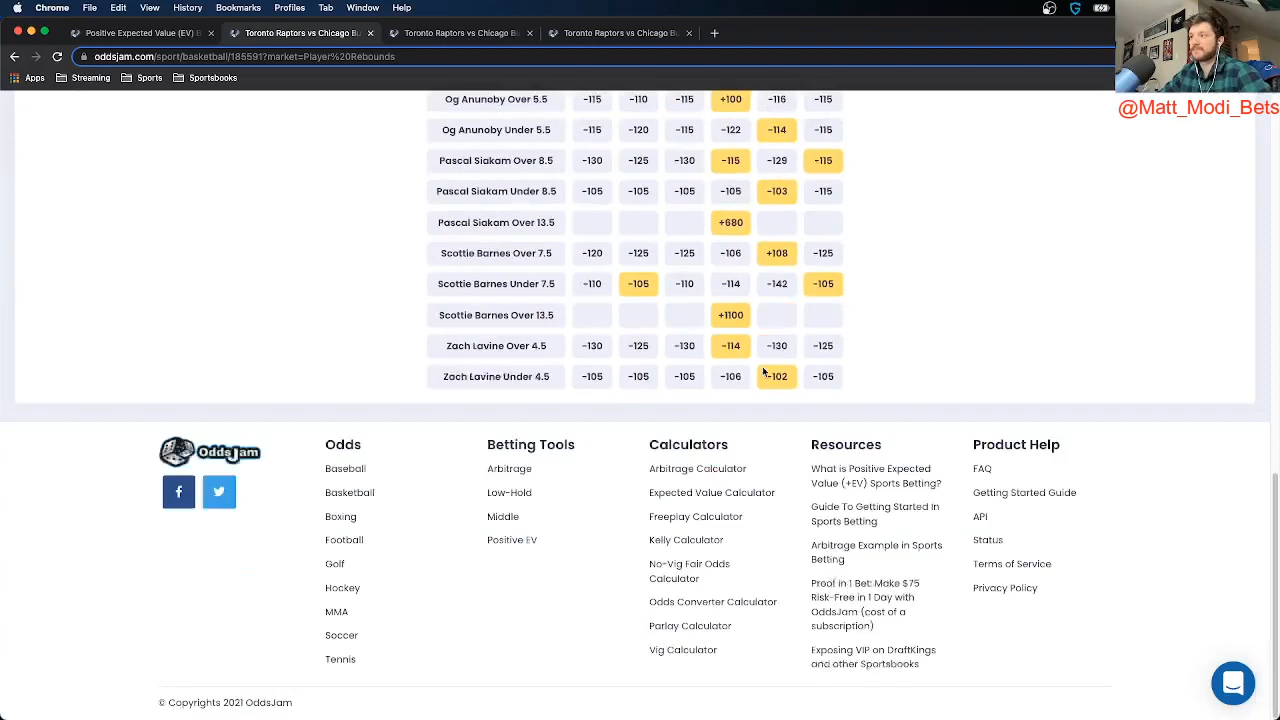 Chrome File Edit View History Bookmarks Profiles Tab Window Help
Positive Expected Value (EV) B × Toronto Raptors vs Chicago Bu × Toronto Raptors vs Chicago Bu × Toronto Raptors vs Chicago Bu × +
oddsjam.com/sport/basketball/185591?market=Player%20Rebounds
Apps Streaming Sports Sportsbooks
@Matt_Modi_Bets
Og Anunoby Over 5.5 -115 -110 -115 +100 -116 -115
Og Anunoby Under 5.5 -115 -120 -115 -122 -114 -115
Pascal Siakam Over 8.5 -130 -125 -130 -115 -129 -115
Pascal Siakam Under 8.5 -105 -105 -105 -105 -103 -115
Pascal Siakam Over 13.5 +680
Scottie Barnes Over 7.5 -120 -125 -125 -106 +108 -125
Scottie Barnes Under 7.5 -110 -105 -110 -114 -142 -105
Scottie Barnes Over 13.5 +1100
Zach Lavine Over 4.5 -130 -125 -130 -114 -130 -125
Zach Lavine Under 4.5 -105 -105 -105 -106 -102 -105
OddsJam
Odds
Baseball
Basketball
Boxing
Football
Golf
Hockey
MMA
Soccer
Tennis
Betting Tools
Arbitrage
Low-Hold
Middle
Positive EV
Calculators
Arbitrage Calculator
Expected Value Calculator
Freeplay Calculator
Kelly Calculator
No-Vig Fair Odds
Calculator
Odds Converter Calculator
Parlay Calculator
Vig Calculator
Resources
What is Positive Expected
Value (+EV) Sports Betting?
Guide To Getting Started In
Sports Betting
Arbitrage Example in Sports
Betting
Proof in 1 Bet: Make $75
Risk-Free in 1 Day with
OddsJam (cost of a
subscription)
Exposing VIP on DraftKings
and other Sportsbooks
Product Help
FAQ
Getting Started Guide
API
Status
Terms of Service
Privacy Policy
© Copyrights 2021 OddsJam